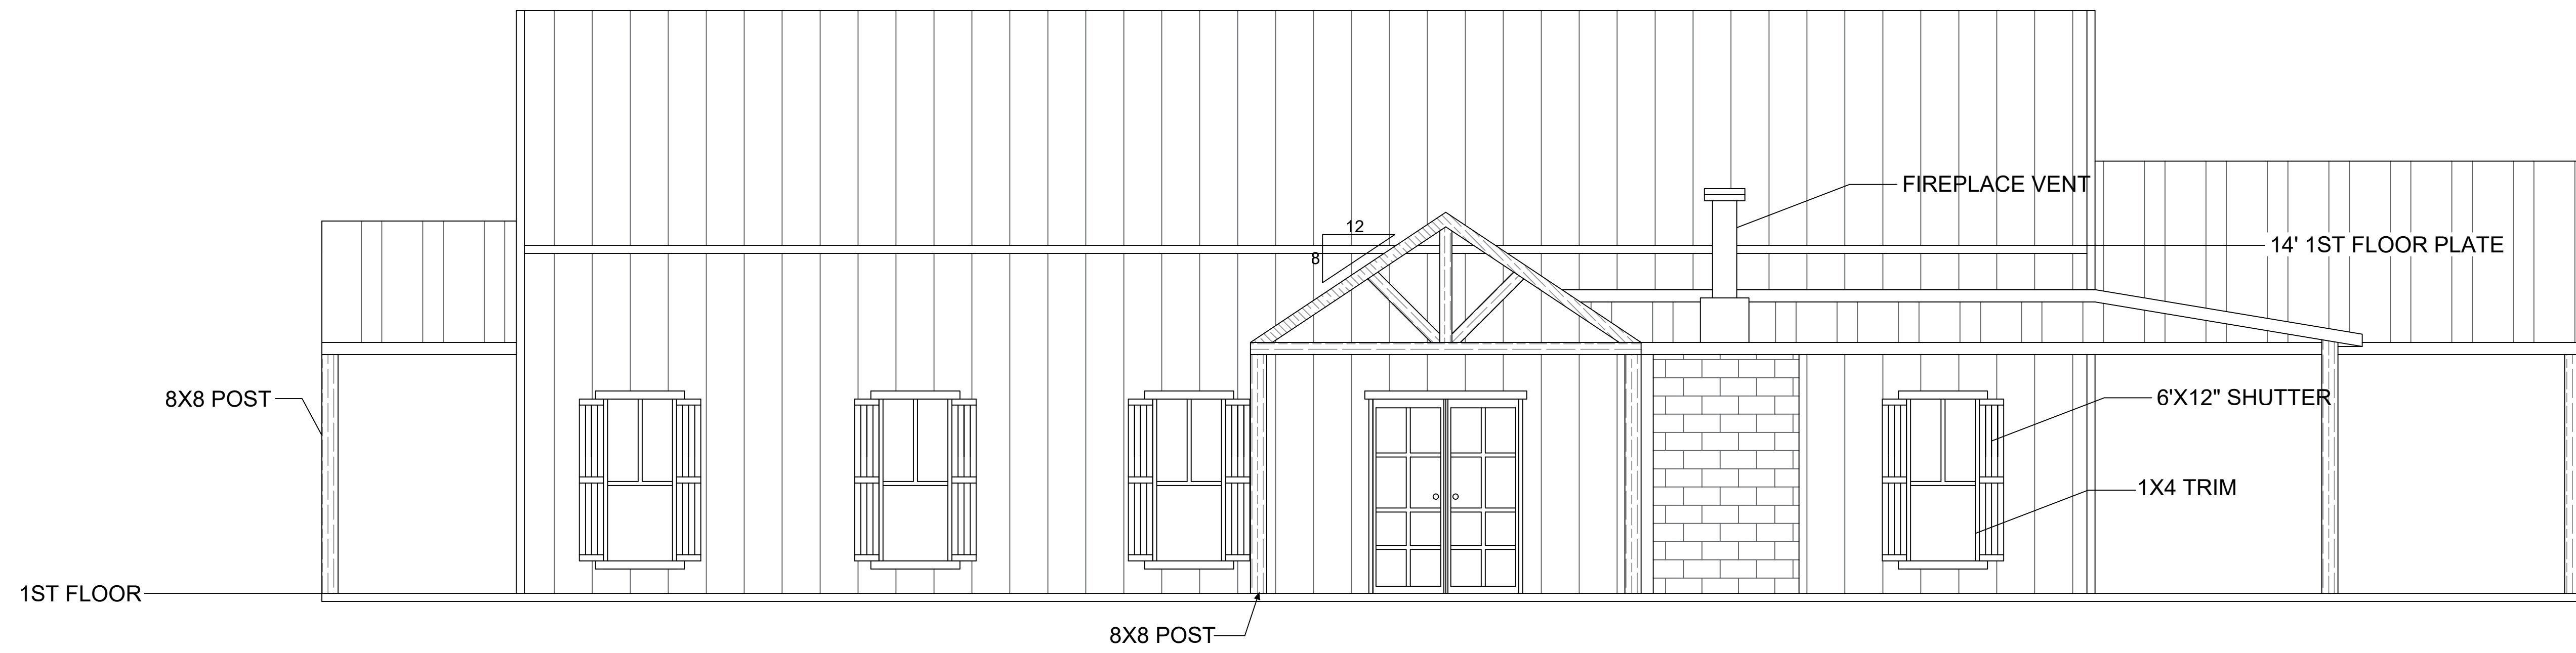 FIREPLACE VENT
12
8
14' 1ST FLOOR PLATE
8X8 POST
6'X12" SHUTTER
1X4 TRIM
1ST FLOOR
8X8 POST